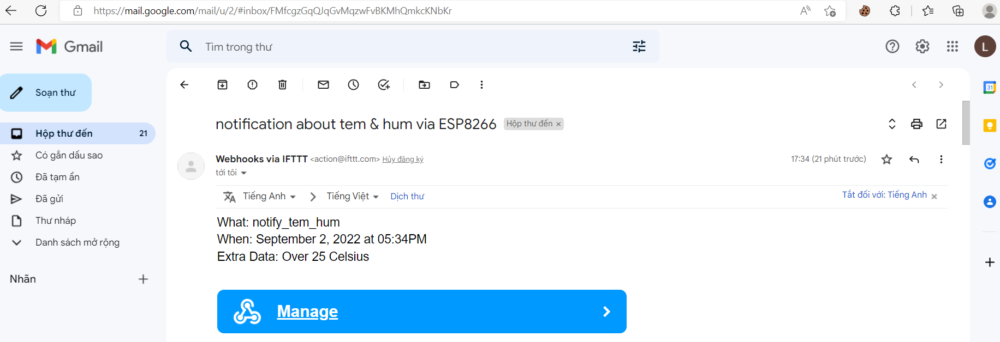 https://mail.google.com/mail/u/2/#inbox/FMfcgzGqQJqGvMqzwFvBKMhQmkcKNbKr
Gmail
Tìm trong thư
L
Soạn thư
Hộp thư đến 21
Có gắn dấu sao
Đã tạm ẩn
Đã gửi
Thư nháp
Danh sách mở rộng
Nhãn
notification about tem & hum via ESP8266 Hộp thư đến ×
Webhooks via IFTTT <action@ifttt.com> Hủy đăng ký
17:34 (21 phút trước)
tới tôi
Tiếng Anh > Tiếng Việt Dịch thư
Tắt đối với: Tiếng Anh ×
What: notify_tem_hum
When: September 2, 2022 at 05:34PM
Extra Data: Over 25 Celsius
Manage
31